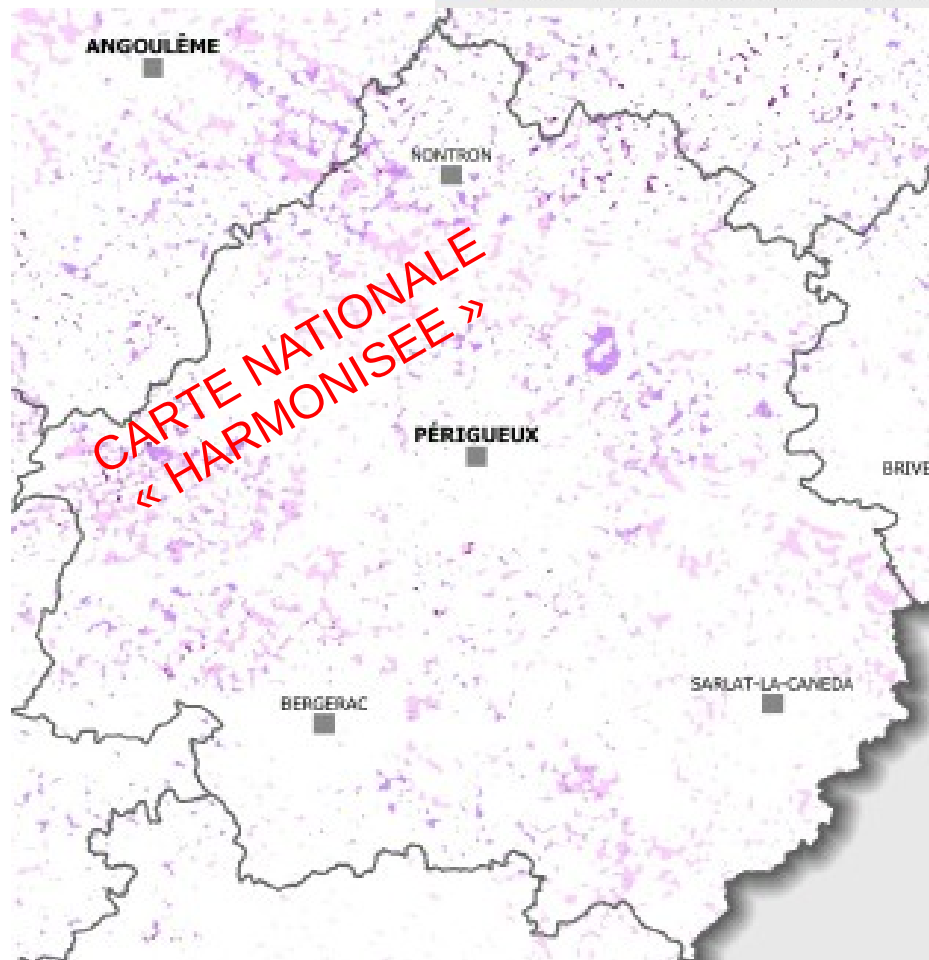 ANGOULÊME
NONTRON
CARTE NATIONALE
« HARMONISEE »
PÉRIGUEUX
BRIVE
SARLAT-LA-CANEDA
BERGERAC